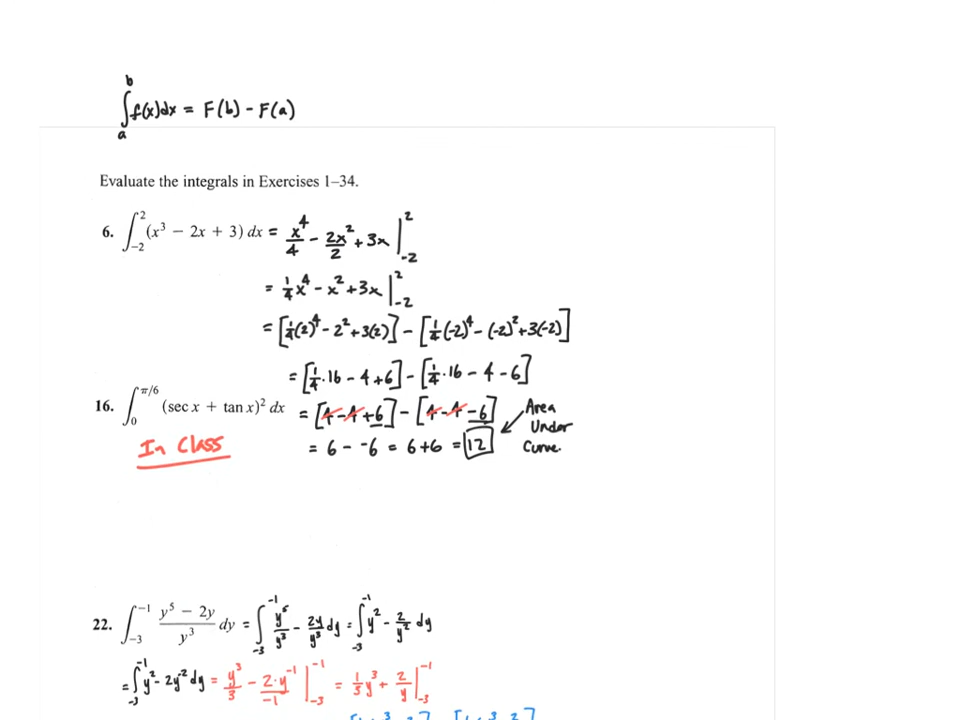 ∫_a^b f(x)dx = F(b) - F(a)
Evaluate the integrals in Exercises 1–34.
6. ∫_{-2}^{2} (x³ − 2x + 3) dx = x⁴/4 - 2x²/2 + 3x |_{-2}^{2}
= 1/4 x⁴ - x² + 3x |_{-2}^{2}
= [1/4(2)⁴ - 2² + 3(2)] - [1/4(-2)⁴ - (-2)² + 3(-2)]
= [1/4·16 - 4 + 6] - [1/4·16 - 4 - 6]
16. ∫_0^{π/6} (sec x + tan x)² dx
= [4 - 4 + 6] - [4 - 4 - 6]
Area
Under
Curve.
In Class
= 6 - -6 = 6+6 = 12
22. ∫_{-3}^{-1} (y⁵ − 2y)/y³ dy = ∫_{-3}^{-1} y⁵/y³ - 2y/y³ dy = ∫_{-3}^{-1} y² - 2/y² dy
= ∫_{-3}^{-1} y² - 2y⁻² dy = y³/3 - 2·y⁻¹/-1 |_{-3}^{-1} = 1/3 y³ + 2/y |_{-3}^{-1}